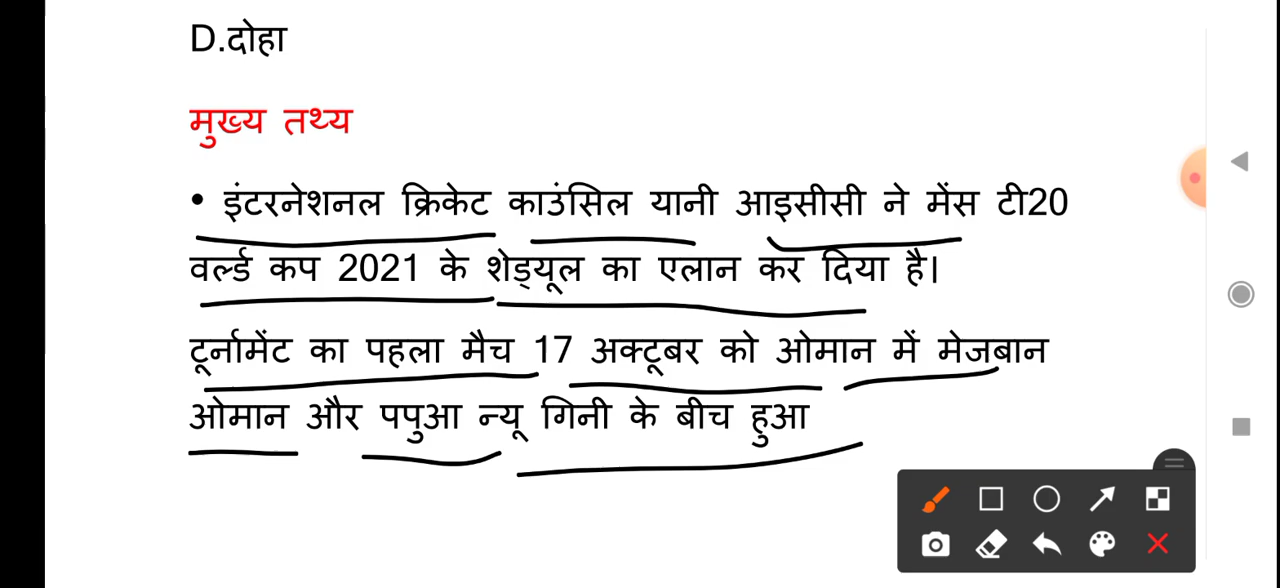 D.दोहा
मुख्य तथ्य
• इंटरनेशनल क्रिकेट काउंसिल यानी आइसीसी ने मेंस टी20
वर्ल्ड कप 2021 के शेड्यूल का एलान कर दिया है।
टूर्नामेंट का पहला मैच 17 अक्टूबर को ओमान में मेजबान
ओमान और पपुआ न्यू गिनी के बीच हुआ